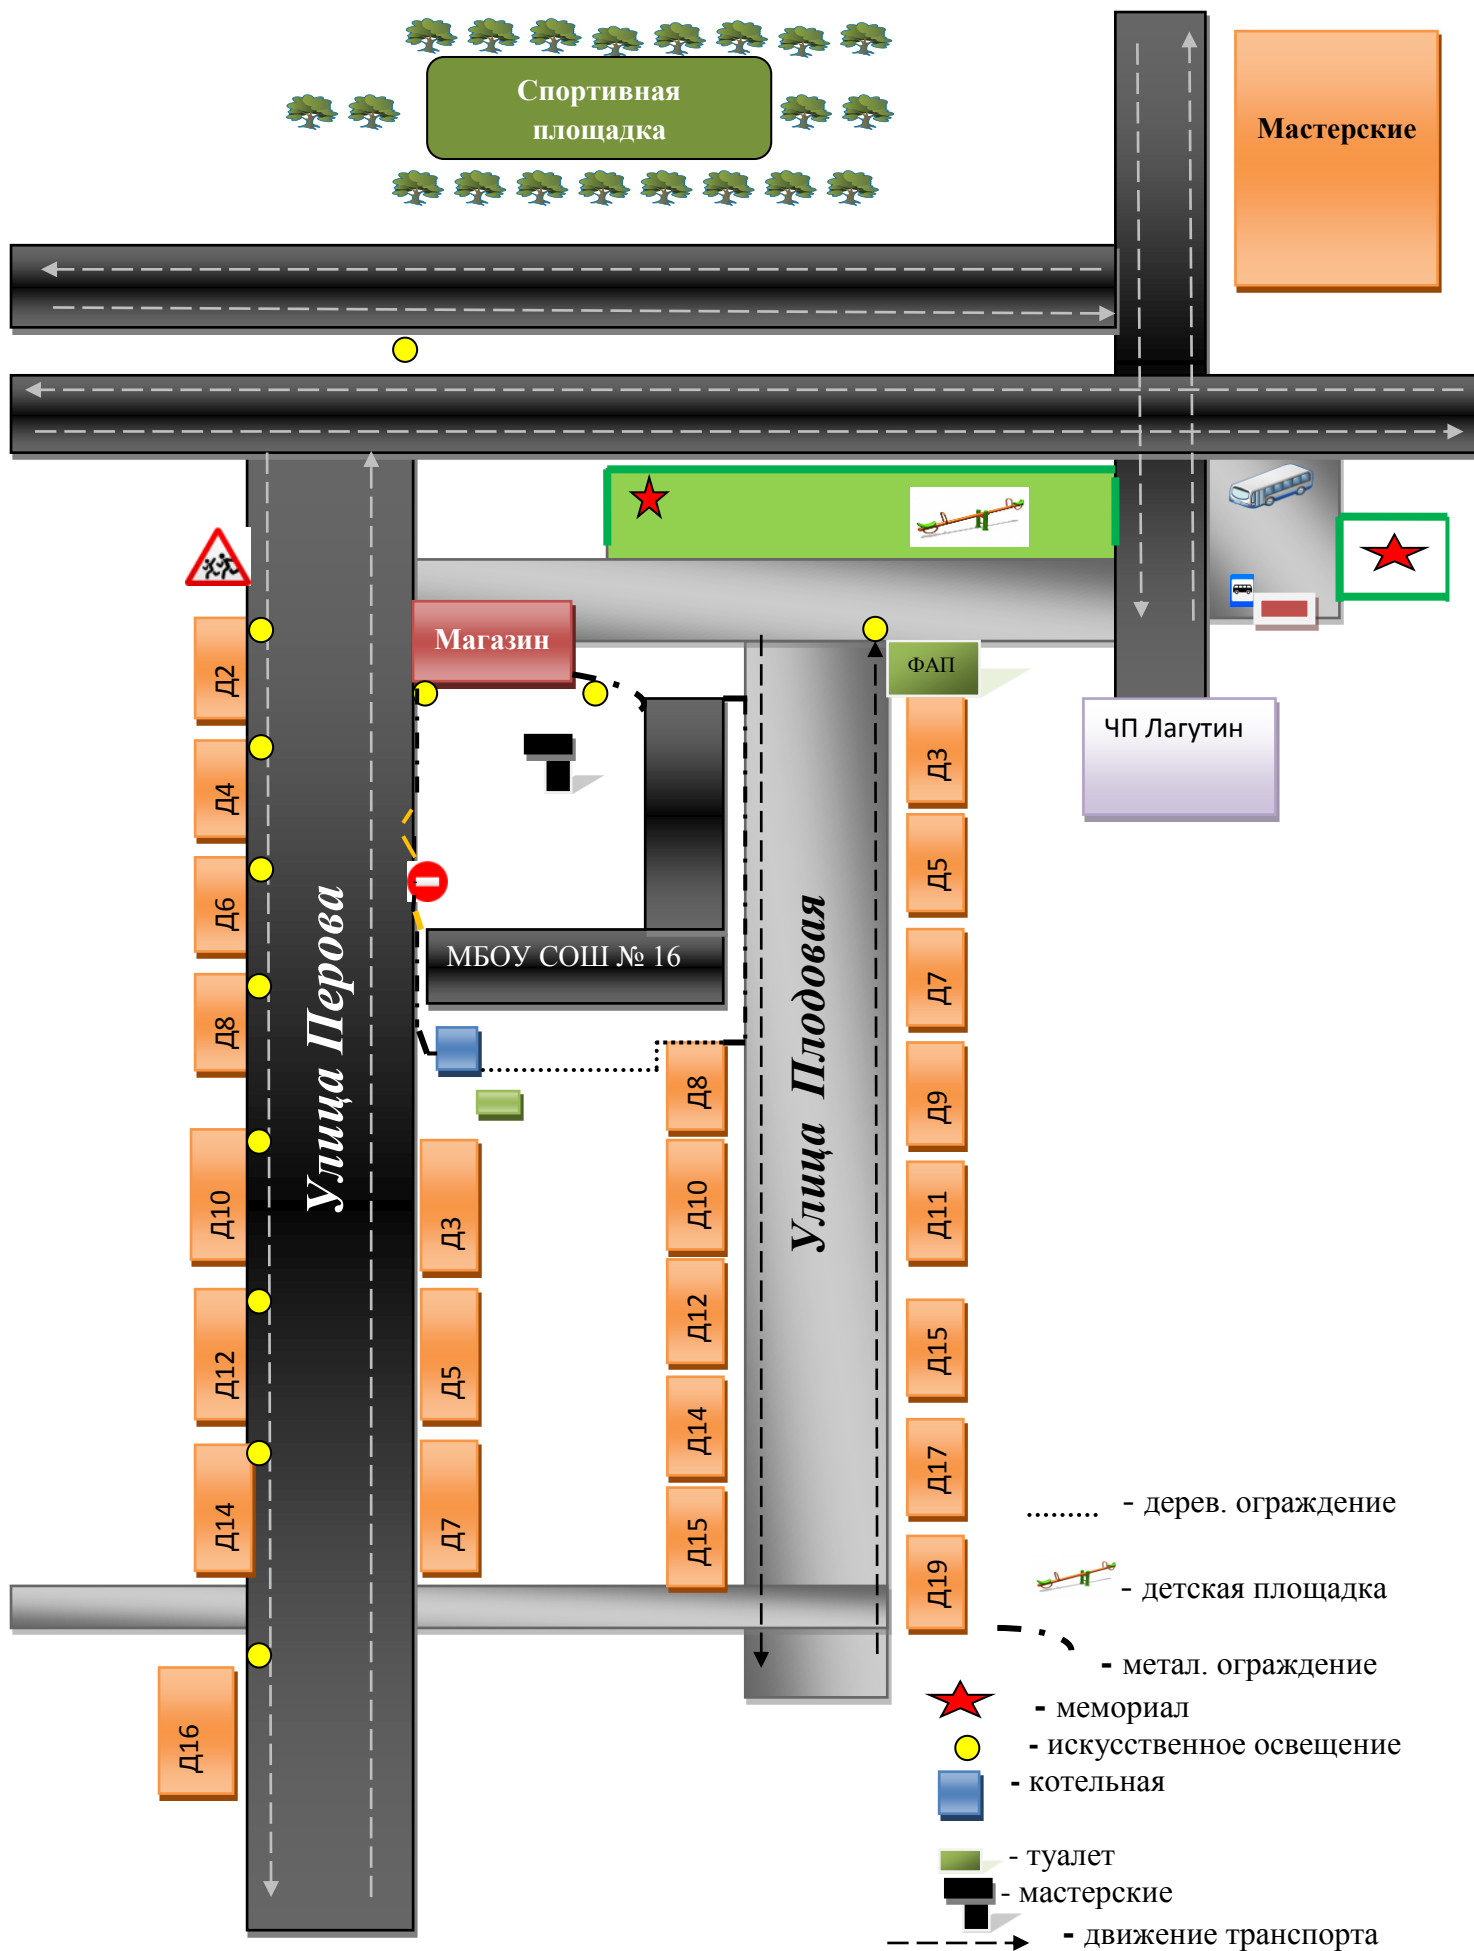 Спортивная
площадка
Мастерские
Магазин
ФАП
ЧП Лагутин
Д2
Д4
Д6
Д8
Д10
Д12
Д14
Д16
Улица Перова
МБОУ СОШ № 16
Д3
Д5
Д7
Д8
Д10
Д12
Д14
Д15
Улица Плодовая
Д3
Д5
Д7
Д9
Д11
Д15
Д17
Д19
- дерев. ограждение
- детская площадка
- метал. ограждение
- мемориал
- искусственное освещение
- котельная
- туалет
- мастерские
- движение транспорта